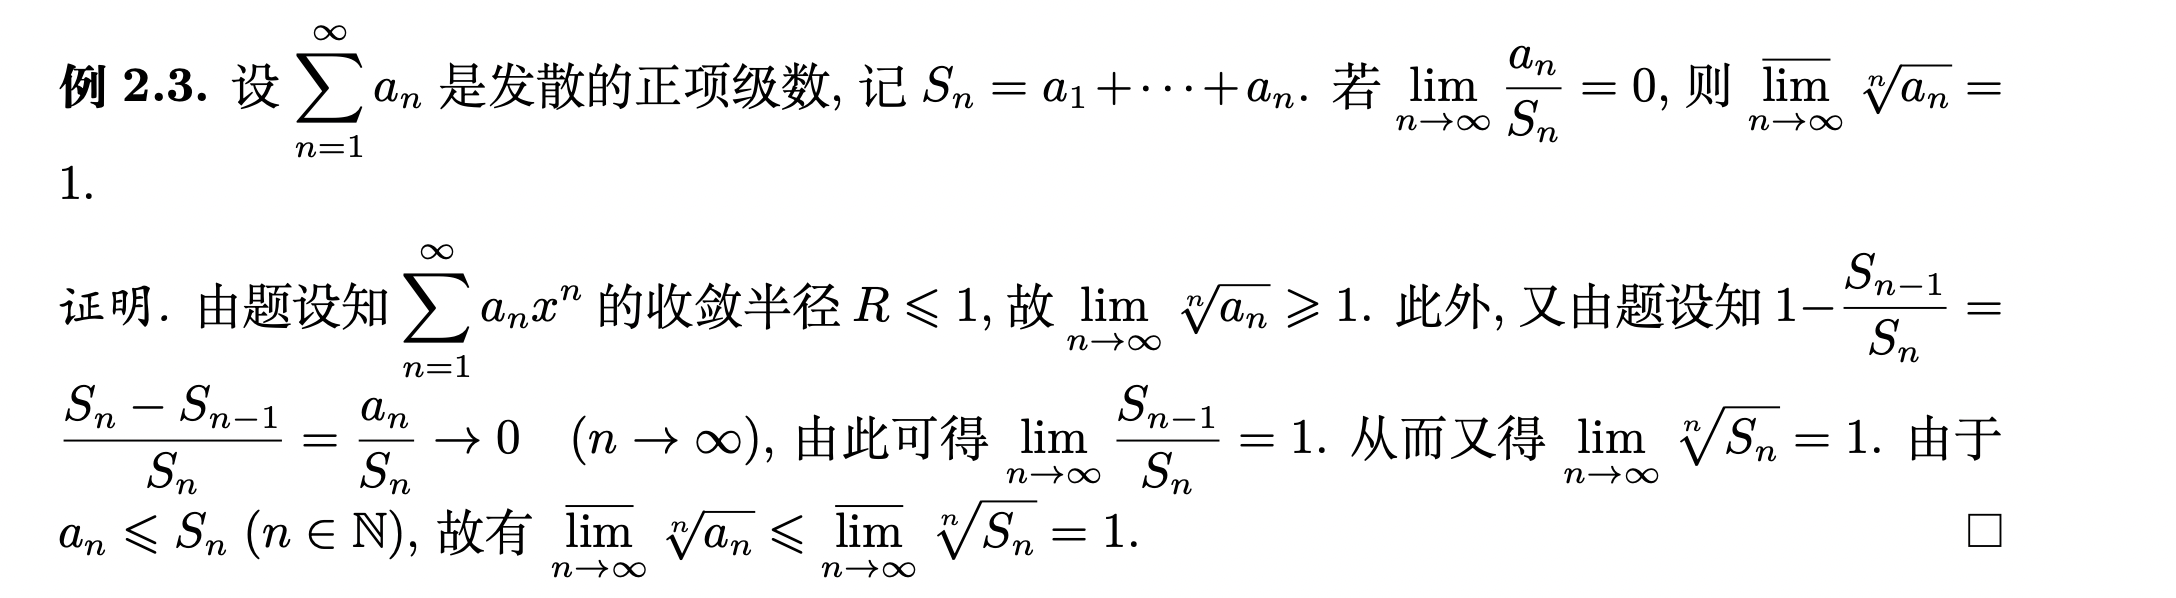 例 2.3. 设 $\sum_{n=1}^{\infty} a_n$ 是发散的正项级数, 记 $S_n = a_1 + \cdots + a_n$. 若 $\lim_{n\to\infty} \frac{a_n}{S_n} = 0$, 则 $\overline{\lim}_{n\to\infty} \sqrt[n]{a_n} =$
1.
证明. 由题设知 $\sum_{n=1}^{\infty} a_n x^n$ 的收敛半径 $R \leqslant 1$, 故 $\lim_{n\to\infty} \sqrt[n]{a_n} \geqslant 1$. 此外, 又由题设知 $1 - \frac{S_{n-1}}{S_n} =$
$\frac{S_n - S_{n-1}}{S_n} = \frac{a_n}{S_n} \to 0 \quad (n \to \infty)$, 由此可得 $\lim_{n\to\infty} \frac{S_{n-1}}{S_n} = 1$. 从而又得 $\lim_{n\to\infty} \sqrt[n]{S_n} = 1$. 由于
$a_n \leqslant S_n \ (n \in \mathbb{N})$, 故有 $\overline{\lim}_{n\to\infty} \sqrt[n]{a_n} \leqslant \overline{\lim}_{n\to\infty} \sqrt[n]{S_n} = 1$. □